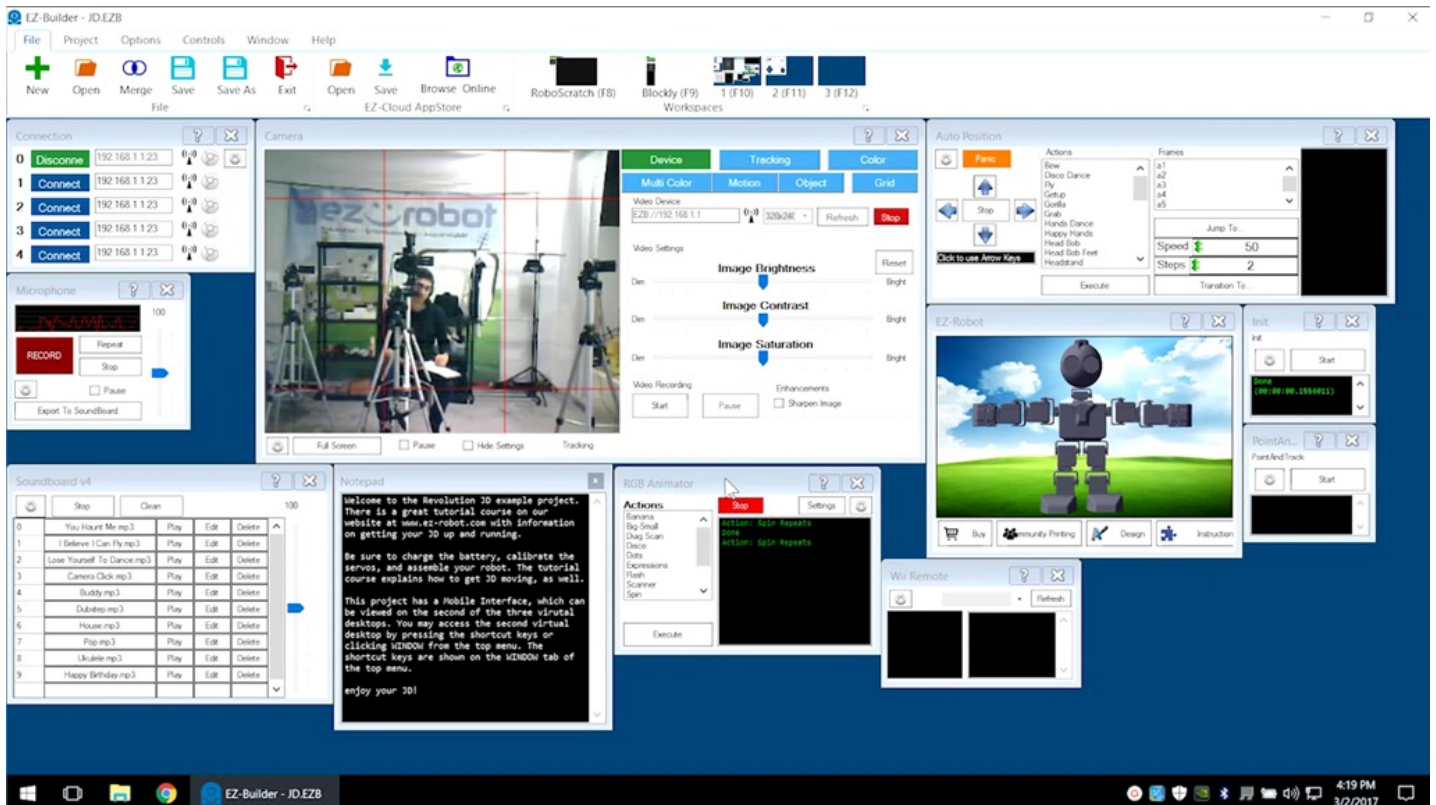 EZ-Builder - JD.EZB
File Project Options Controls Window Help
New Open Merge Save Save As Exit Open Save Browse Online RoboScratch (F8) Blockly (F9) 1 (F10) 2 (F11) 3 (F12)
File EZ-Cloud AppStore Workspaces
Connection
0 Disconne 192.168.1.1:23
1 Connect 192.168.1.1:23
2 Connect 192.168.1.1:23
3 Connect 192.168.1.1:23
4 Connect 192.168.1.1:23
Microphone
100
RECORD
Repeat
Stop
Pause
Export To SoundBoard
Camera
ez robot
Full Screen Pause Hide Settings Tracking
Device Tracking Color
Multi Color Motion Object Grid
Video Device
EZB://192.168.1.1 320x240 Refresh Stop
Video Settings
Reset
Image Brightness
Dim Bright
Image Contrast
Dim Bright
Image Saturation
Dim Bright
Video Recording Enhancements
Start Pause Sharpen Image
Auto Position
Panic
Stop
Click to use Arrow Keys
Actions
Bow
Disco Dance
Fly
Getup
Gorilla
Grab
Hands Dance
Happy Hands
Head Bob
Head Bob Feet
Headstand
Execute
Frames
a1
a2
a3
a4
a5
Jump To...
Speed 50
Steps 2
Transition To...
EZ-Robot
Buy mmunity Printing Design Instruction
Init
Init
Start
Done
(00:00:00.1556011)
PointAn...
PointAndTrack
Start
Soundboard v4
Stop Clean 100
0 You Haunt Me.mp3 Play Edit Delete
1 I Believe I Can Fly.mp3 Play Edit Delete
2 Lose Yourself To Dance.mp3 Play Edit Delete
3 Camera Click.mp3 Play Edit Delete
4 Buddy.mp3 Play Edit Delete
5 Dubstep.mp3 Play Edit Delete
6 House.mp3 Play Edit Delete
7 Pop.mp3 Play Edit Delete
8 Ukulele.mp3 Play Edit Delete
9 Happy Birthday.mp3 Play Edit Delete
Notepad
Welcome to the Revolution 3D example project.
There is a great tutorial course on our
website at www.ez-robot.com with information
on getting your 3D up and running.
Be sure to charge the battery, calibrate the
servos, and assemble your robot. The tutorial
course explains how to get 3D moving, as well.
This project has a Mobile Interface, which can
be viewed on the second of the three virutal
desktops. You may access the second virtual
desktop by pressing the shortcut keys or
clicking WINDOW from the top menu. The
shortcut keys are shown on the WINDOW tab of
the top menu.
enjoy your 3D!
RGB Animator
Actions
Banana
Big-Small
Diag Scan
Disco
Dots
Expressions
Flash
Scanner
Spin
Execute
Stop Settings
Action: Spin Repeats
Done
Action: Spin Repeats
Wii Remote
Refresh
EZ-Builder - JD.EZB
4:19 PM
3/2/2017